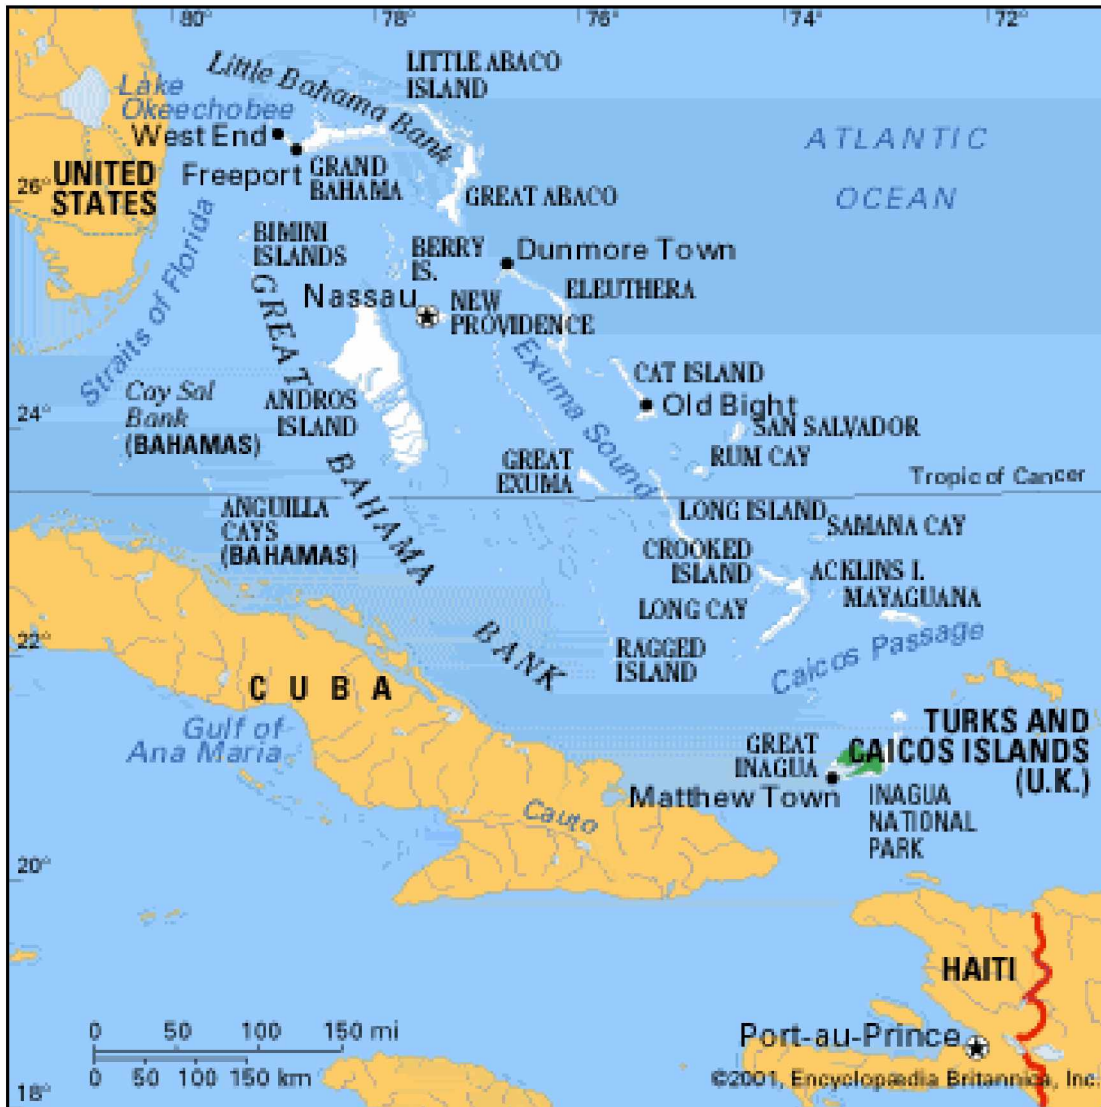 80°
78°
76°
74°
72°
Little Bahama Bank
LITTLE ABACO
ISLAND
Lake
Okeechobee
West End
ATLANTIC
OCEAN
Freeport
GRAND
BAHAMA
26°
UNITED
STATES
GREAT ABACO
Straits of Florida
BIMINI
ISLANDS
BERRY
IS.
Dunmore Town
ELEUTHERA
Nassau
NEW
PROVIDENCE
GREAT BAHAMA BANK
Exuma Sound
CAT ISLAND
Old Bight
24°
Cay Sal
Bank
(BAHAMAS)
ANDROS
ISLAND
SAN SALVADOR
RUM CAY
GREAT
EXUMA
Tropic of Cancer
ANGUILLA
CAYS
(BAHAMAS)
LONG ISLAND
SAMANA CAY
CROOKED
ISLAND
ACKLINS I.
MAYAGUANA
LONG CAY
22°
RAGGED
ISLAND
Caicos Passage
CUBA
Gulf of
Ana Maria
TURKS AND
CAICOS ISLANDS
(U.K.)
GREAT
INAGUA
Matthew Town
INAGUA
NATIONAL
PARK
Cauto
20°
HAITI
Port-au-Prince
0 50 100 150 mi
0 50 100 150 km
18°
©2001, Encyclopædia Britannica, Inc.